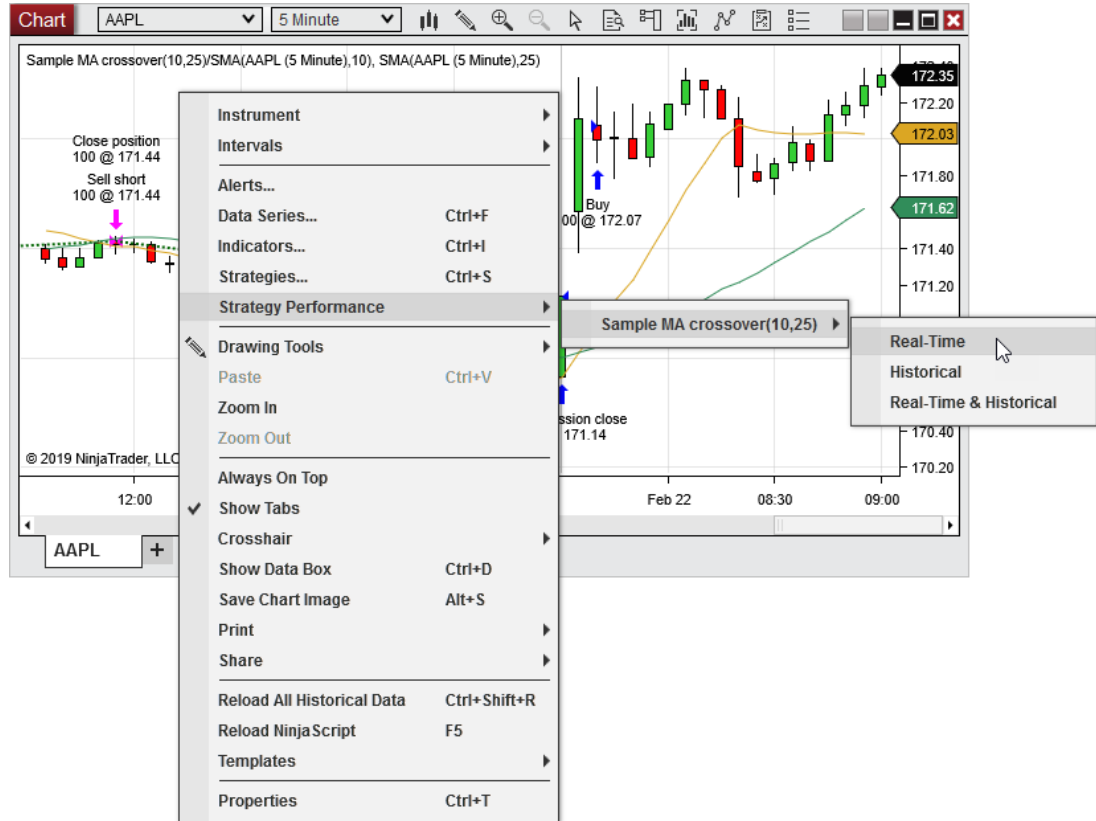 Chart
AAPL
5 Minute
Sample MA crossover(10,25)/SMA(AAPL (5 Minute),10), SMA(AAPL (5 Minute),25)
172.35
172.20
172.03
171.80
171.62
171.40
171.20
170.40
170.20
Close position
100 @ 171.44
Sell short
100 @ 171.44
Buy
00 @ 172.07
ssion close
171.14
© 2019 NinjaTrader, LLC
12:00
Feb 22
08:30
09:00
AAPL
+
Instrument
Intervals
Alerts...
Data Series... Ctrl+F
Indicators... Ctrl+I
Strategies... Ctrl+S
Strategy Performance
Drawing Tools
Paste Ctrl+V
Zoom In
Zoom Out
Always On Top
Show Tabs
Crosshair
Show Data Box Ctrl+D
Save Chart Image Alt+S
Print
Share
Reload All Historical Data Ctrl+Shift+R
Reload NinjaScript F5
Templates
Properties Ctrl+T
Sample MA crossover(10,25)
Real-Time
Historical
Real-Time & Historical